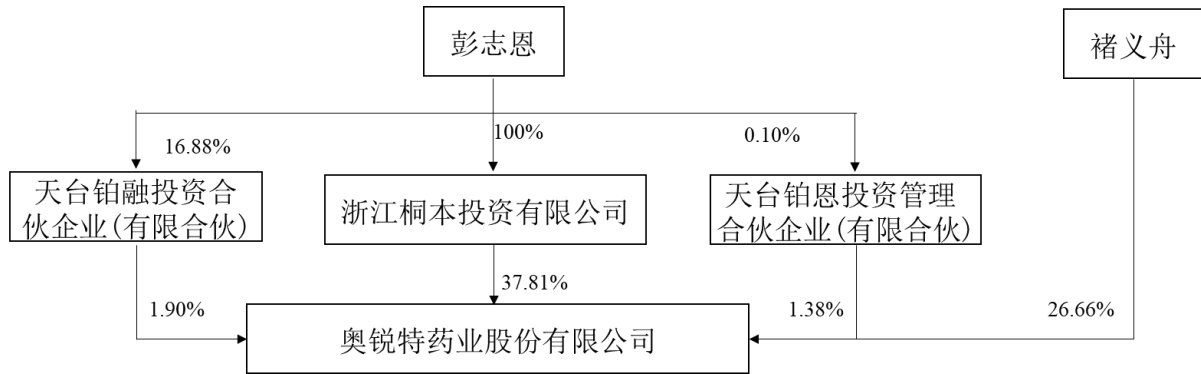 彭志恩
褚义舟
16.88%
100%
0.10%
天台铂融投资合
伙企业(有限合伙)
浙江桐本投资有限公司
天台铂恩投资管理
合伙企业(有限合伙)
1.90%
37.81%
1.38%
26.66%
奥锐特药业股份有限公司